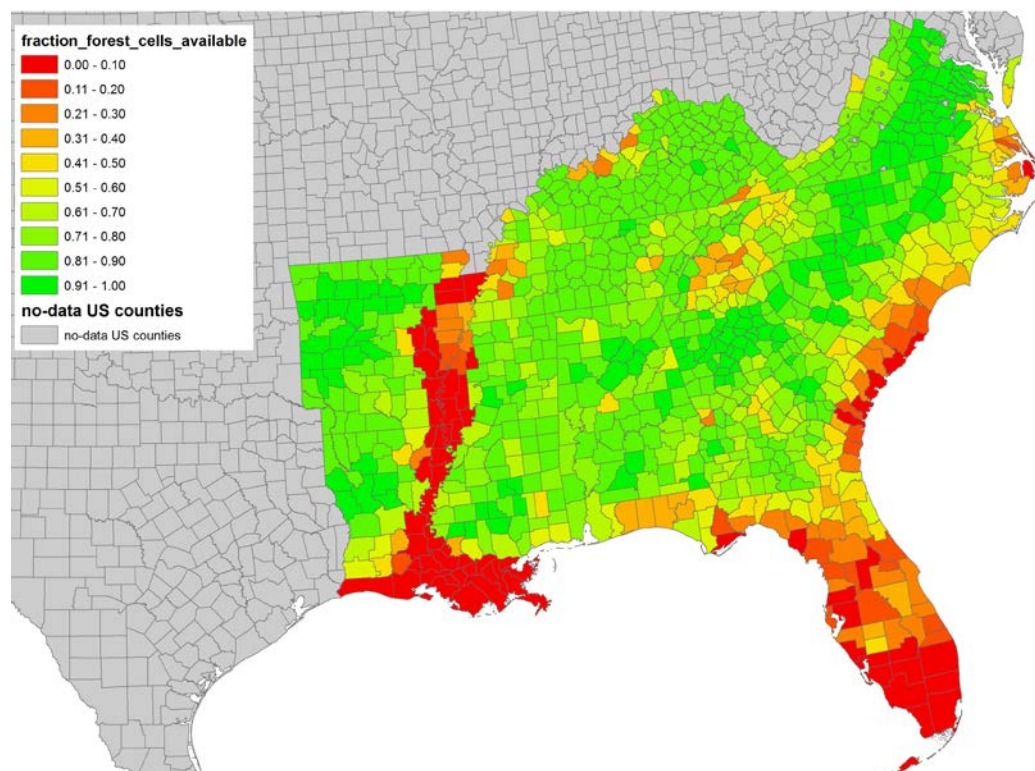 fraction_forest_cells_available
0.00 - 0.10
0.11 - 0.20
0.21 - 0.30
0.31 - 0.40
0.41 - 0.50
0.51 - 0.60
0.61 - 0.70
0.71 - 0.80
0.81 - 0.90
0.91 - 1.00
no-data US counties
no-data US counties